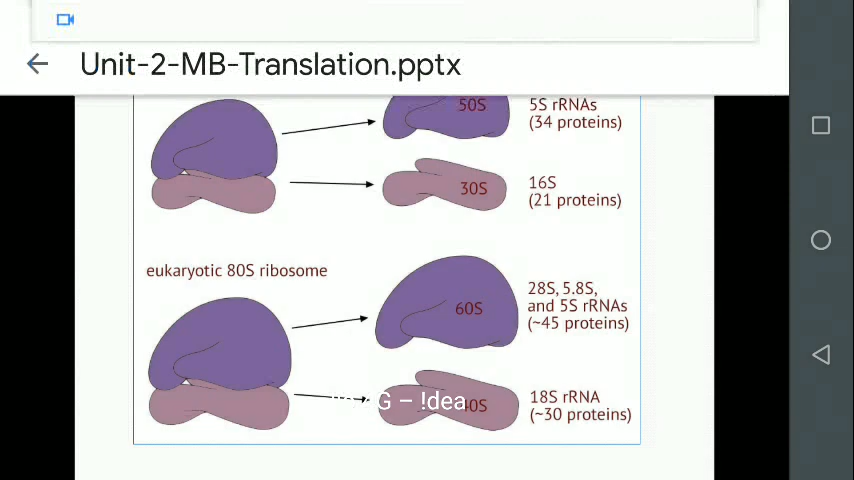 Unit-2-MB-Translation.pptx
50S
5S rRNAs
(34 proteins)
30S
16S
(21 proteins)
eukaryotic 80S ribosome
60S
28S, 5.8S,
and 5S rRNAs
(~45 proteins)
G – !dea
40S
18S rRNA
(~30 proteins)